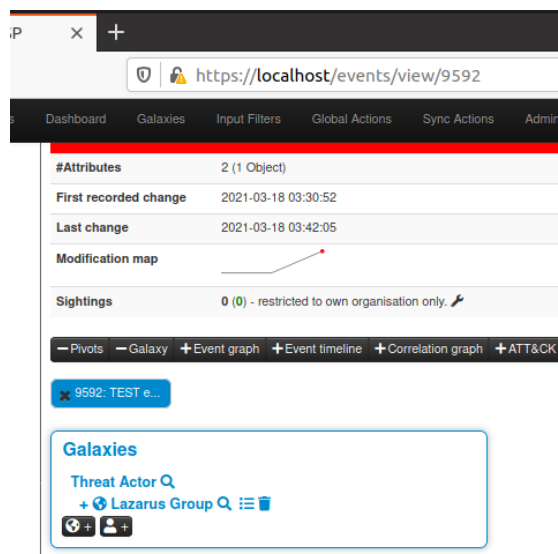 SP
https://localhost/events/view/9592
Dashboard Galaxies Input Filters Global Actions Sync Actions Admin
#Attributes 2 (1 Object)
First recorded change 2021-03-18 03:30:52
Last change 2021-03-18 03:42:05
Modification map
Sightings 0 (0) - restricted to own organisation only.
Pivots Galaxy +Event graph +Event timeline +Correlation graph +ATT&CK
9592: TEST e...
Galaxies
Threat Actor
+ Lazarus Group
+ +